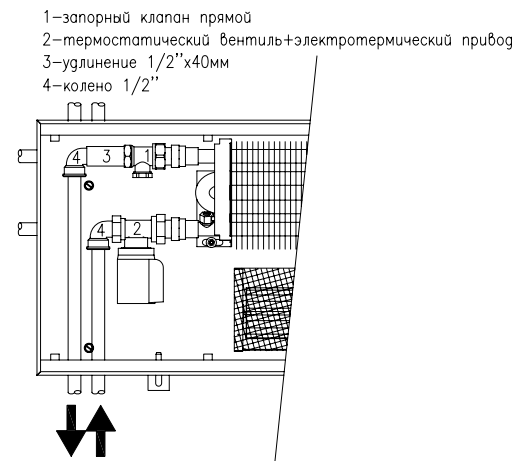 1-запорный клапан прямой
2-термостатический вентиль+электротермический привод
3-удлинение 1/2''х40мм
4-колено 1/2''
4 3 1
4 2